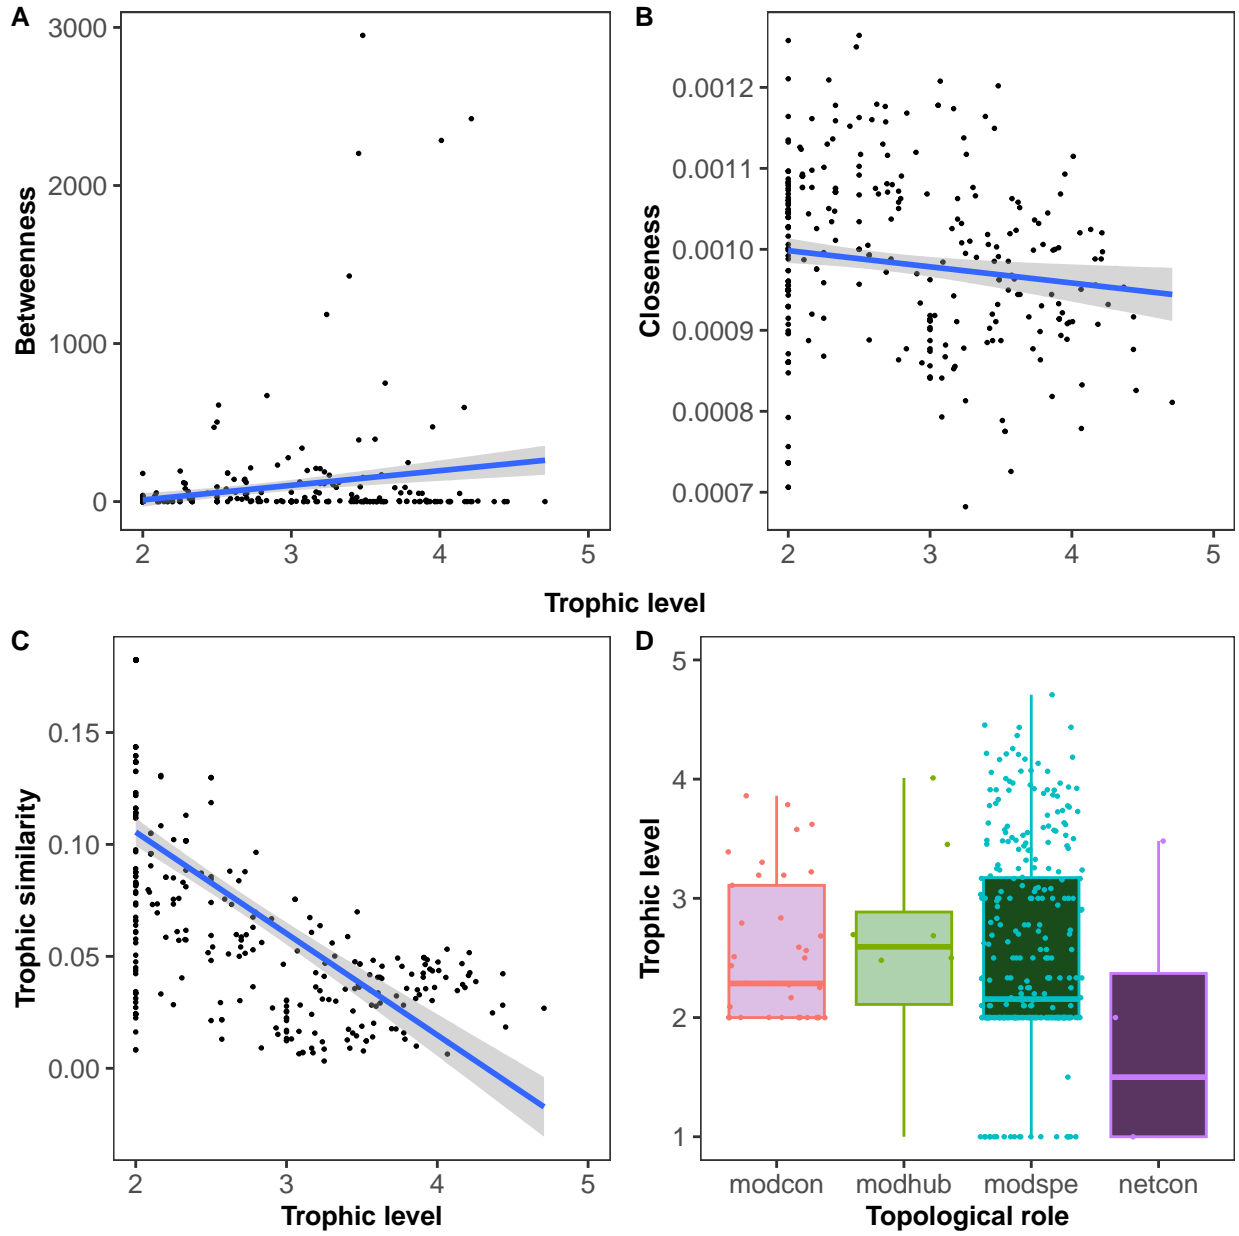 A
3000
2000
1000
0
Betweenness
2 3 4 5
B
0.0012
0.0011
0.0010
0.0009
0.0008
0.0007
Closeness
2 3 4 5
Trophic level
C
0.15
0.10
0.05
0.00
Trophic similarity
2 3 4 5
Trophic level
D
5
4
3
2
1
Trophic level
modcon modhub modspe netcon
Topological role